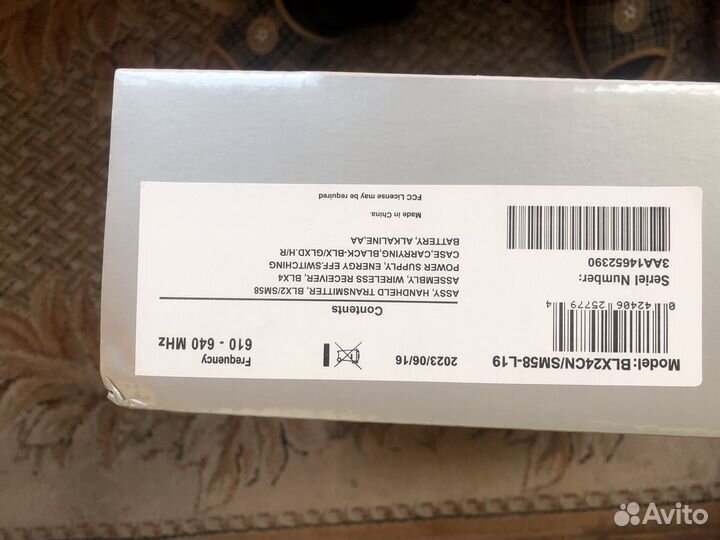 Model:BLX24CN/SM58-L19
2023/06/16
Frequency
610 - 640 MHz
0 42406 25779 4
Contents
ASSY, HANDHELD TRANSMITTER, BLX2/SM58
ASSEMBLY, WIRELESS RECEIVER, BLX4
POWER SUPPLY, ENERGY EFF.SWITCHING
CASE,CARRYING,BLACK-BLX/GLXD.H/R
BATTERY, ALKALINE,AA
Seriel Number:
3AA14652390
Made in China.
FCC License may be required
Avito